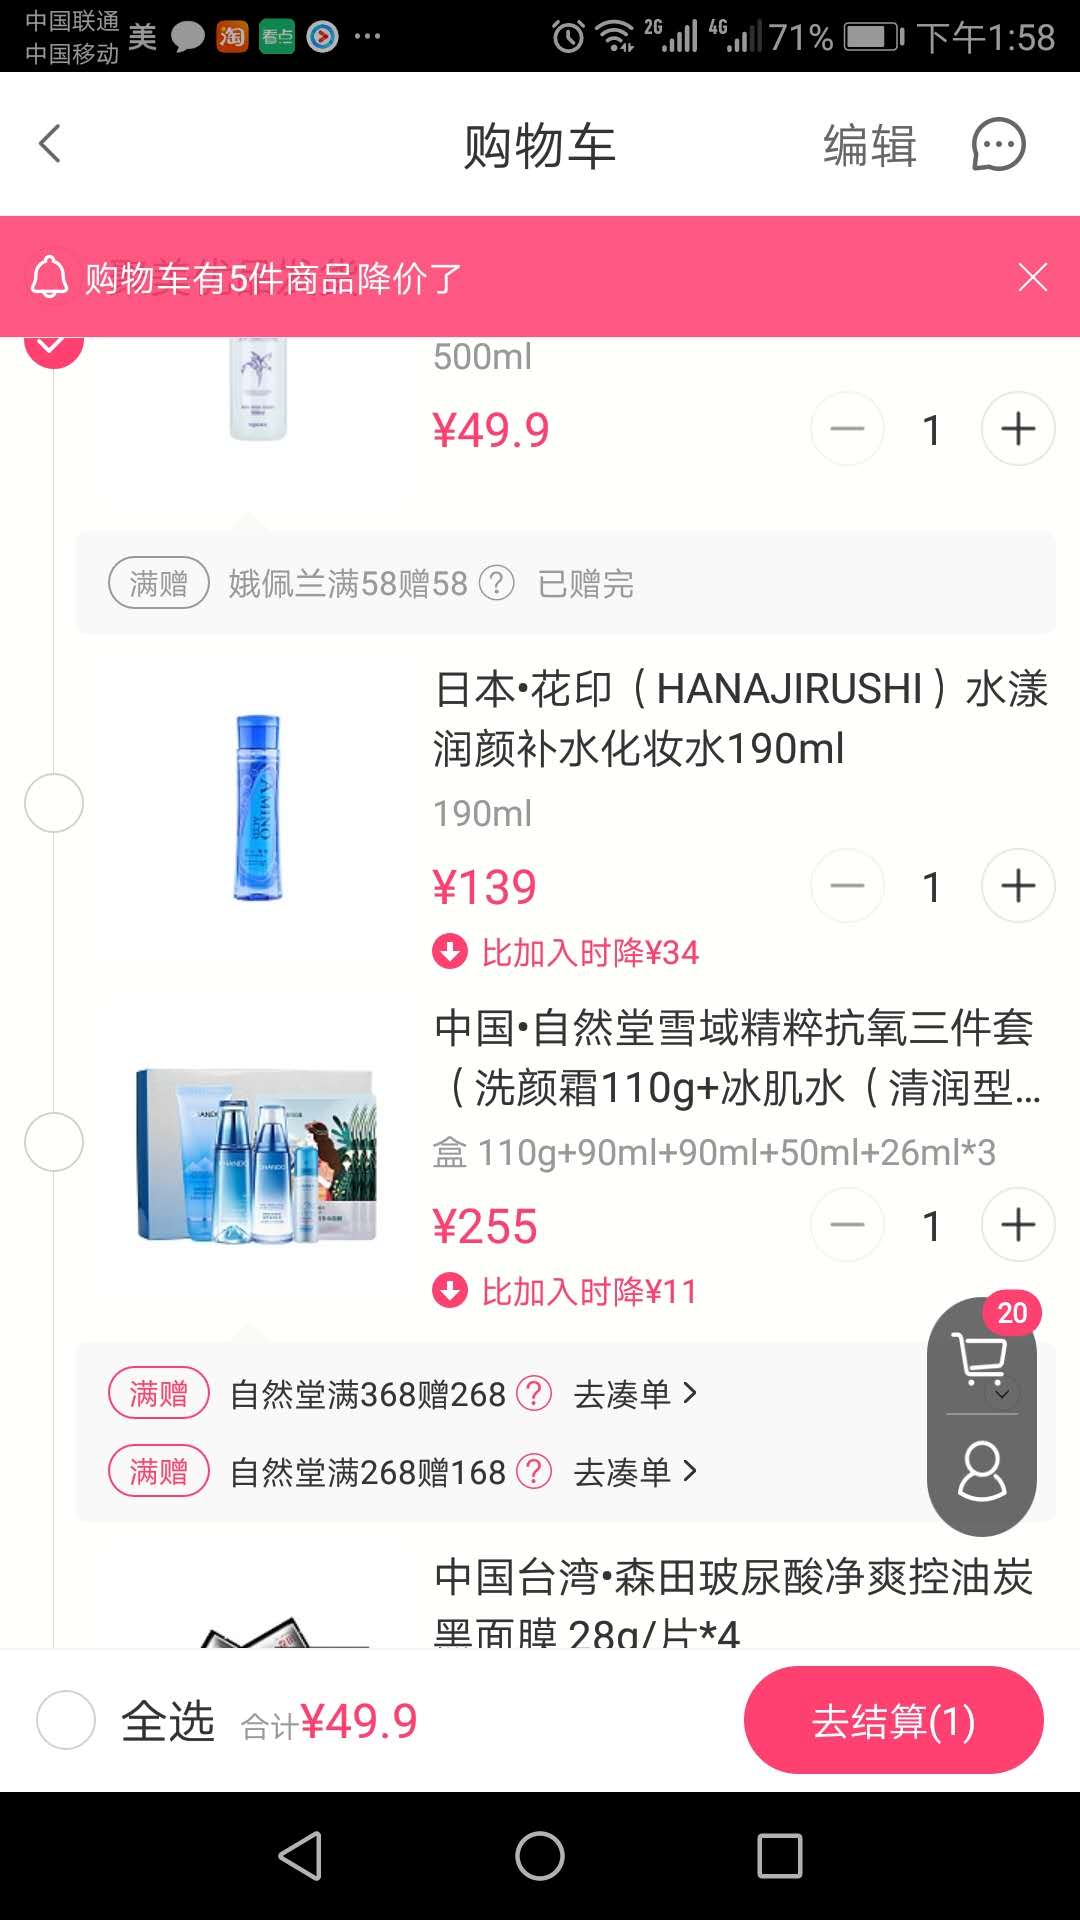 中国联通
中国移动
美
淘
看点
2G
4G
71%
下午1:58
购物车
编辑
购物车有5件商品降价了
500ml
¥49.9
1
满赠 娥佩兰满58赠58 ? 已赠完
日本•花印（HANAJIRUSHI）水漾
润颜补水化妆水190ml
190ml
¥139
1
比加入时降¥34
AMINO
ACID
中国•自然堂雪域精粹抗氧三件套
（洗颜霜110g+冰肌水（清润型...
盒 110g+90ml+90ml+50ml+26ml*3
¥255
1
比加入时降¥11
20
满赠 自然堂满368赠268 ? 去凑单
满赠 自然堂满268赠168 ? 去凑单
中国台湾•森田玻尿酸净爽控油炭
黑面膜 28g/片*4
全选 合计¥49.9
去结算(1)